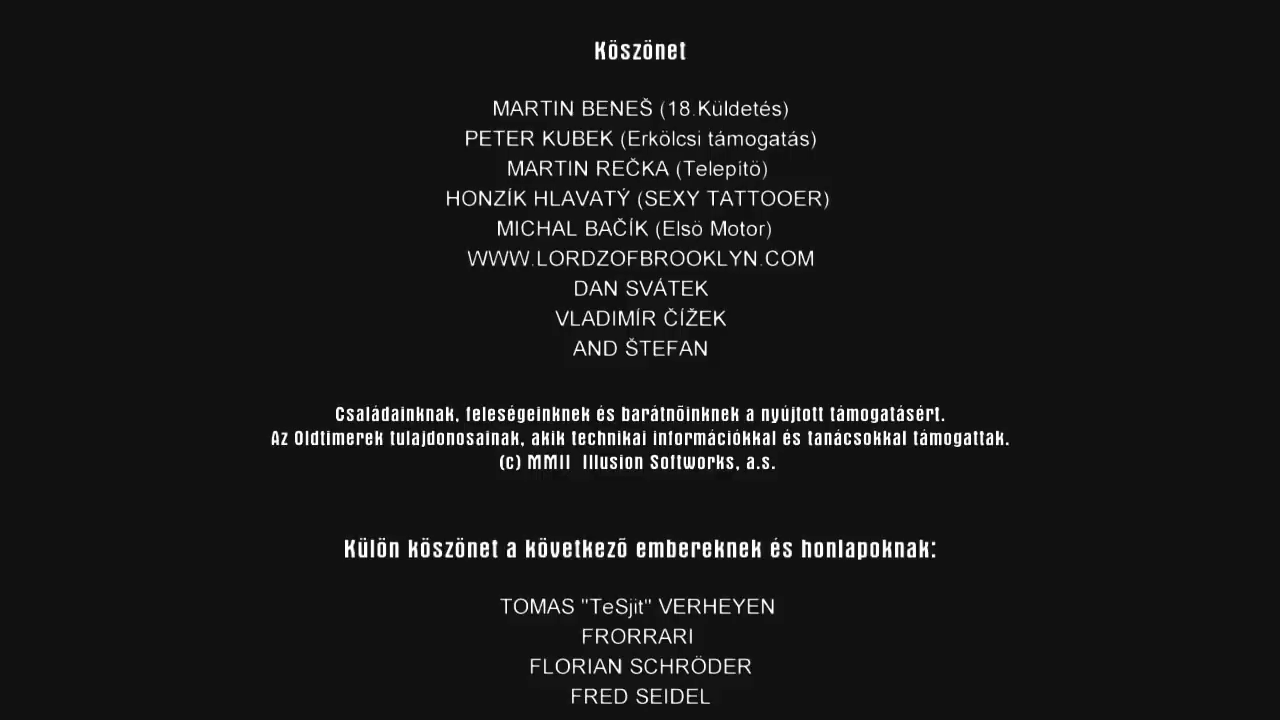 Köszönet
MARTIN BENEŠ (18.Küldetés)
PETER KUBEK (Erkölcsi támogatás)
MARTIN REČKA (Telepitö)
HONZÍK HLAVATÝ (SEXY TATTOOER)
MICHAL BAČÍK (Elsö Motor)
WWW.LORDZOFBROOKLYN.COM
DAN SVÁTEK
VLADIMÍR ČÍŽEK
AND ŠTEFAN
Családainknak, feleségeinknek és barátnõinknek a nyújtott támogatásért.
Az Oldtimerek tulajdonosainak, akik technikai információkkal és tanácsokkal támogattak.
(c) MMII Illusion Softworks, a.s.
Külön köszönet a következõ embereknek és honlapoknak:
TOMAS "TeSjit" VERHEYEN
FRORRARI
FLORIAN SCHRÖDER
FRED SEIDEL